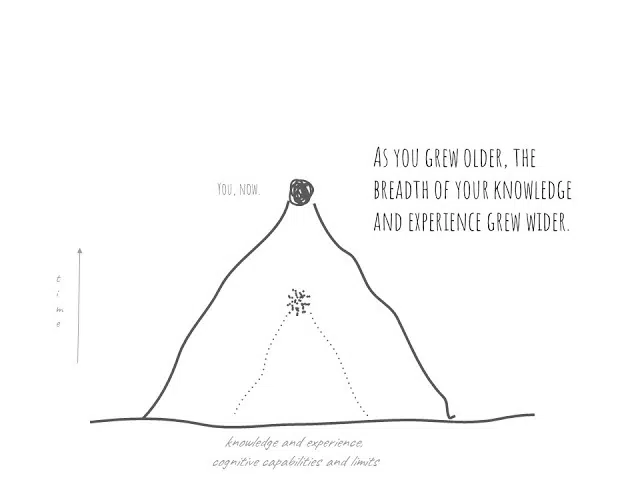 AS YOU GREW OLDER, THE
BREADTH OF YOUR KNOWLEDGE
AND EXPERIENCE GREW WIDER.
YOU, NOW.
time
knowledge and experience,
cognitive capabilities and limits